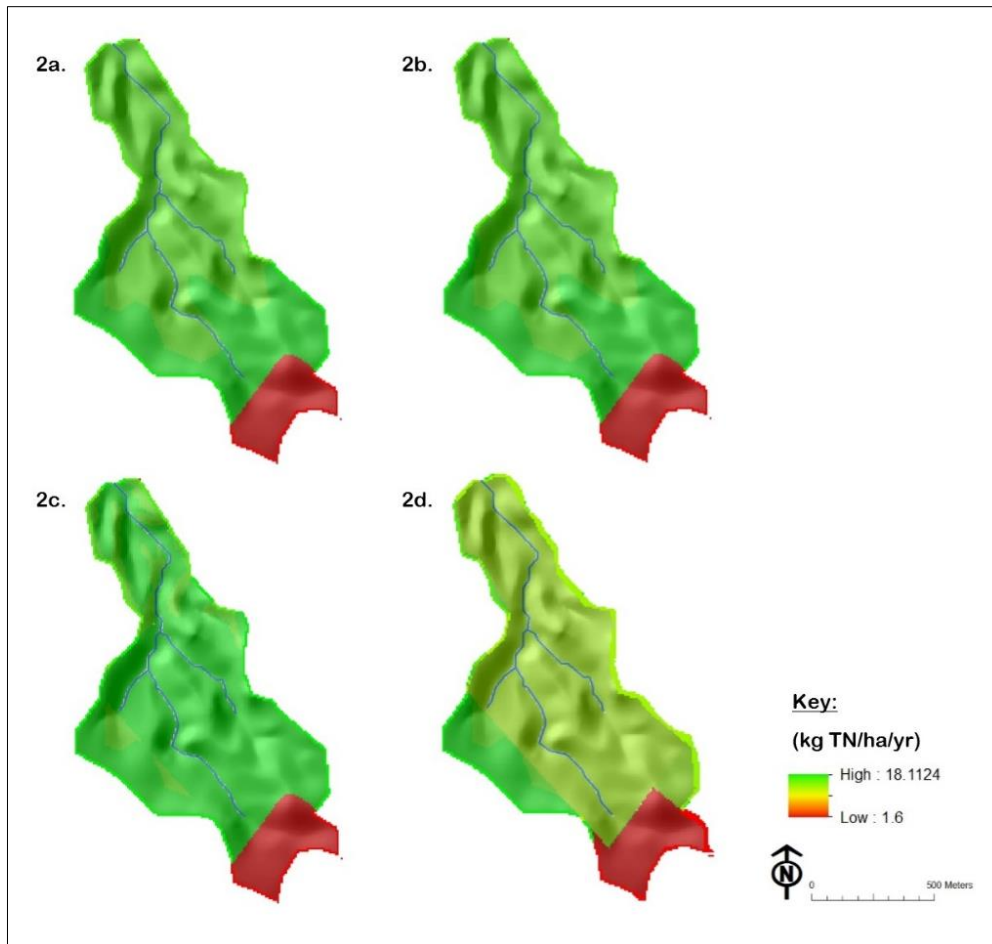 2a.
2b.
2c.
2d.
Key:
(kg TN/ha/yr)
High : 18.1124
Low : 1.6
N
0
500 Meters